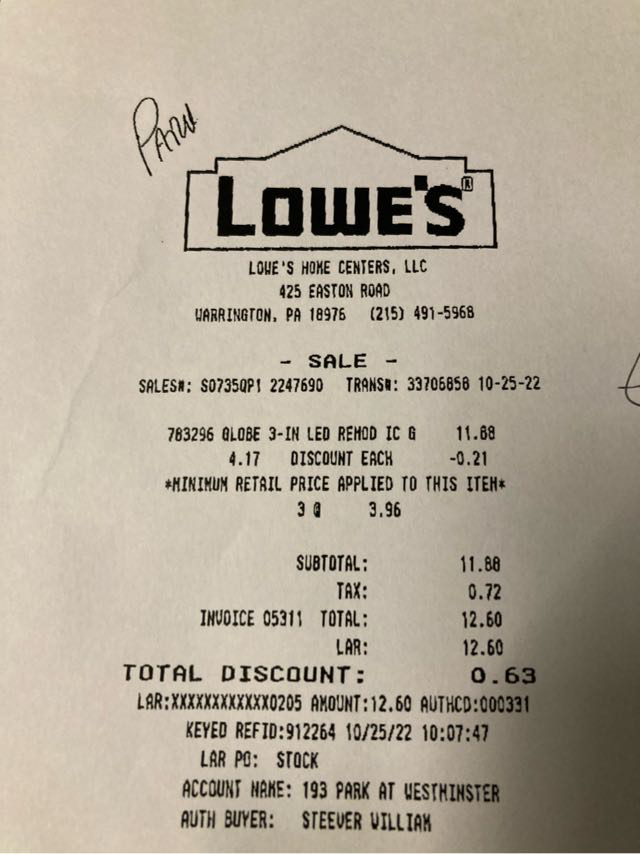 PARK
LOWE'S®
LOWE'S HOME CENTERS, LLC
425 EASTON ROAD
WARRINGTON, PA 18976 (215) 491-5968
- SALE -
SALES#: S0735QP1 2247690 TRANS#: 33706858 10-25-22
783296 GLOBE 3-IN LED REMOD IC G 11.88
4.17 DISCOUNT EACH -0.21
*MINIMUM RETAIL PRICE APPLIED TO THIS ITEM*
3 @ 3.96
SUBTOTAL: 11.88
TAX: 0.72
INVOICE 05311 TOTAL: 12.60
LAR: 12.60
TOTAL DISCOUNT: 0.63
LAR:XXXXXXXXXXXX0205 AMOUNT:12.60 AUTHCD:000331
KEYED REFID:912264 10/25/22 10:07:47
LAR PO: STOCK
ACCOUNT NAME: 193 PARK AT WESTMINSTER
AUTH BUYER: STEEVER WILLIAM